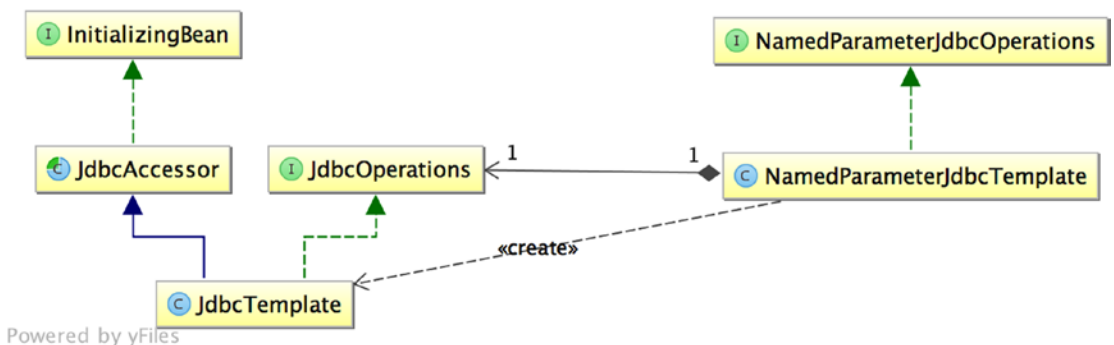 I InitializingBean
I NamedParameterJdbcOperations
C JdbcAccessor
I JdbcOperations
1
1
C NamedParameterJdbcTemplate
«create»
C JdbcTemplate
Powered by yFiles